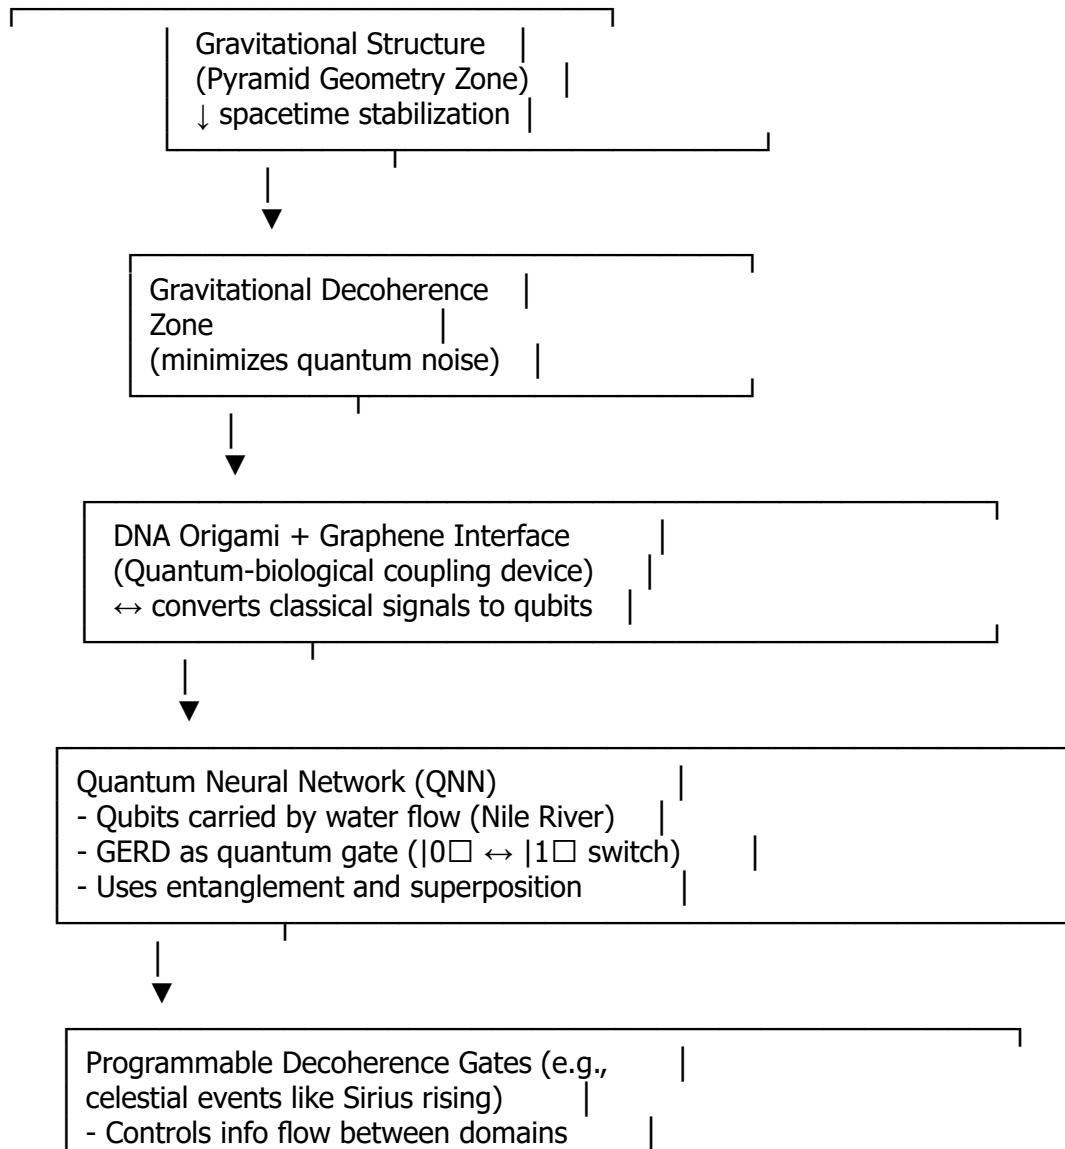 Gravitational Structure
(Pyramid Geometry Zone)
↓ spacetime stabilization
Gravitational Decoherence
Zone
(minimizes quantum noise)
DNA Origami + Graphene Interface
(Quantum-biological coupling device)
↔ converts classical signals to qubits
Quantum Neural Network (QNN)
- Qubits carried by water flow (Nile River)
- GERD as quantum gate (|0□ ↔ |1□ switch)
- Uses entanglement and superposition
Programmable Decoherence Gates (e.g.,
celestial events like Sirius rising)
- Controls info flow between domains